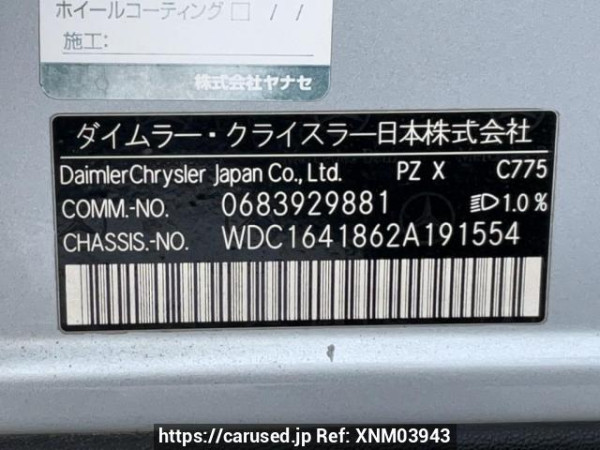 ホイールコーティング □ / /
施工:
株式会社ヤナセ
ダイムラー・クライスラー日本株式会社
DaimlerChrysler Japan Co., Ltd. PZ X C775
COMM.-NO. 0683929881 1.0 %
CHASSIS.-NO. WDC1641862A191554
https://carused.jp Ref: XNM03943